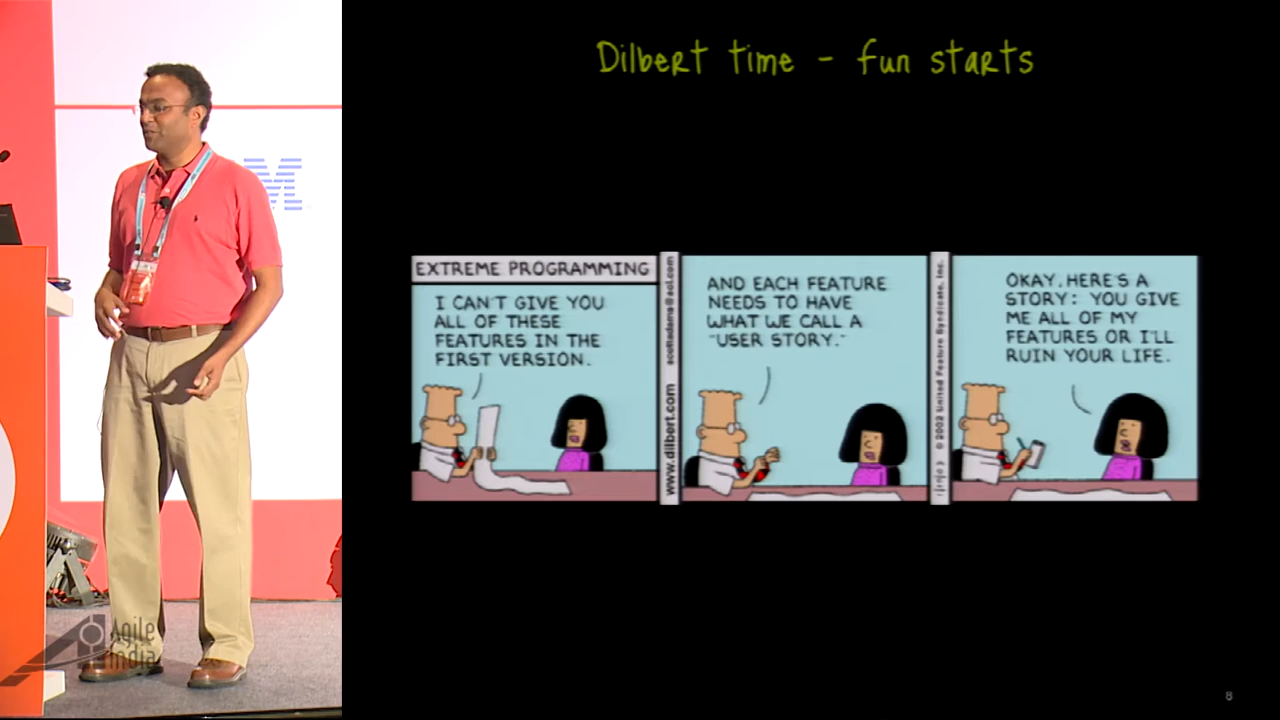 Dilbert time - fun starts
EXTREME PROGRAMMING
I CAN'T GIVE YOU
ALL OF THESE
FEATURES IN THE
FIRST VERSION.
www.dilbert.com
scottadams@aol.com
AND EACH FEATURE
NEEDS TO HAVE
WHAT WE CALL A
"USER STORY."
© 2002 United Feature Syndicate, Inc.
OKAY, HERE'S A
STORY: YOU GIVE
ME ALL OF MY
FEATURES OR I'LL
RUIN YOUR LIFE.
Agile
India
8